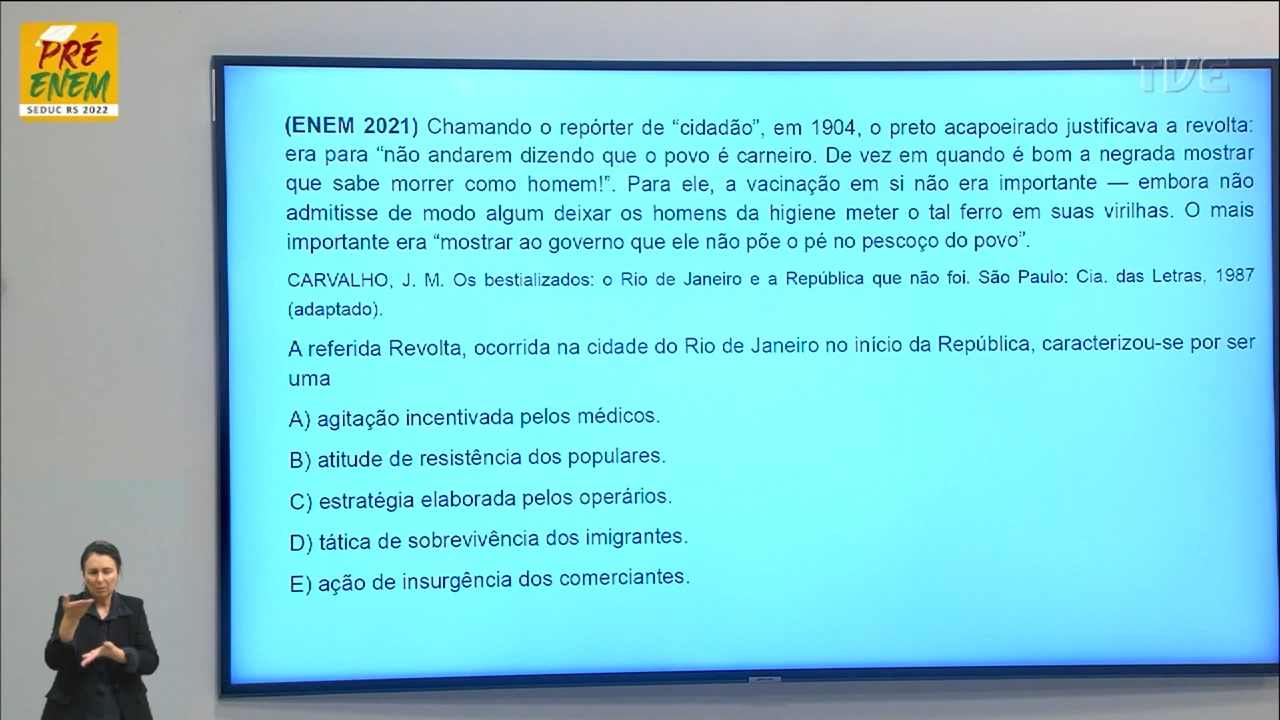 PRÉ
ENEM
SEDUC RS 2022
TVE
(ENEM 2021) Chamando o repórter de “cidadão”, em 1904, o preto acapoeirado justificava a revolta:
era para “não andarem dizendo que o povo é carneiro. De vez em quando é bom a negrada mostrar
que sabe morrer como homem!”. Para ele, a vacinação em si não era importante — embora não
admitisse de modo algum deixar os homens da higiene meter o tal ferro em suas virilhas. O mais
importante era “mostrar ao governo que ele não põe o pé no pescoço do povo”.
CARVALHO, J. M. Os bestializados: o Rio de Janeiro e a República que não foi. São Paulo: Cia. das Letras, 1987
(adaptado).
A referida Revolta, ocorrida na cidade do Rio de Janeiro no início da República, caracterizou-se por ser
uma
A) agitação incentivada pelos médicos.
B) atitude de resistência dos populares.
C) estratégia elaborada pelos operários.
D) tática de sobrevivência dos imigrantes.
E) ação de insurgência dos comerciantes.